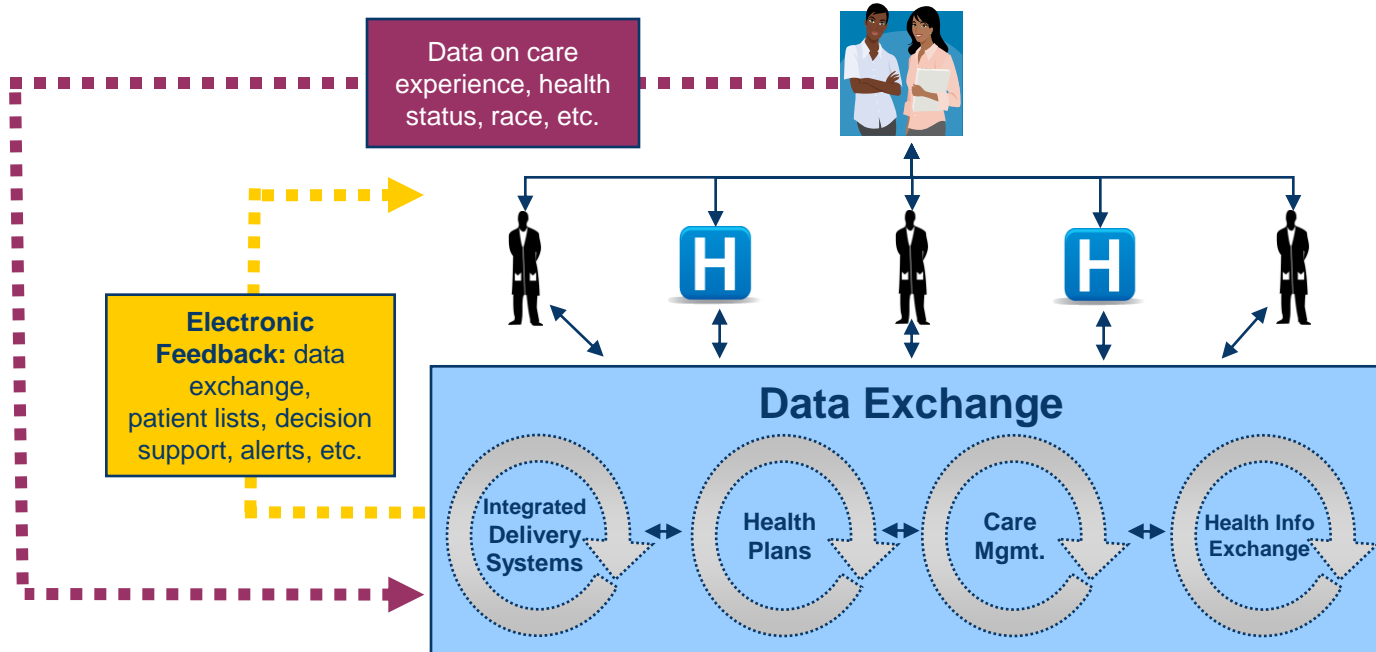 Data on care
experience, health
status, race, etc.
H
H
Electronic
Feedback: data
exchange,
patient lists, decision
support, alerts, etc.
Data Exchange
Integrated
Delivery
Systems
Health
Plans
Care
Mgmt.
Health Info
Exchange